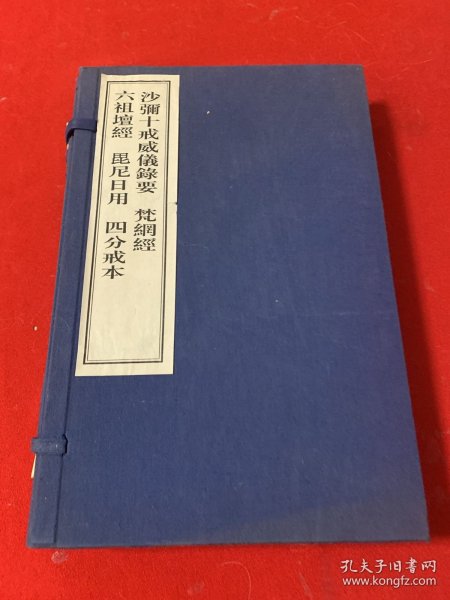 沙彌十戒威儀錄要 梵網經
六祖壇經 毘尼日用 四分戒本
孔夫子旧书网
www.kongfz.com